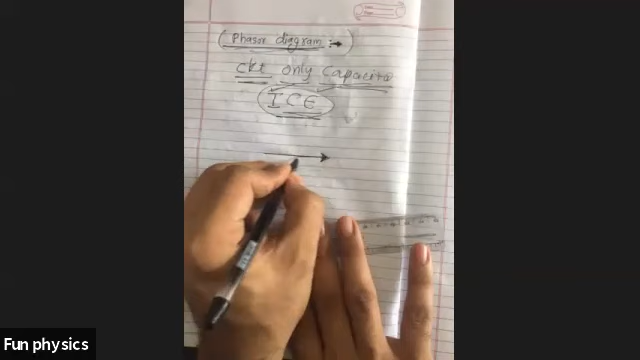 (Phasor diagram :→)
ckt only Capacitor
ICE
Fun physics